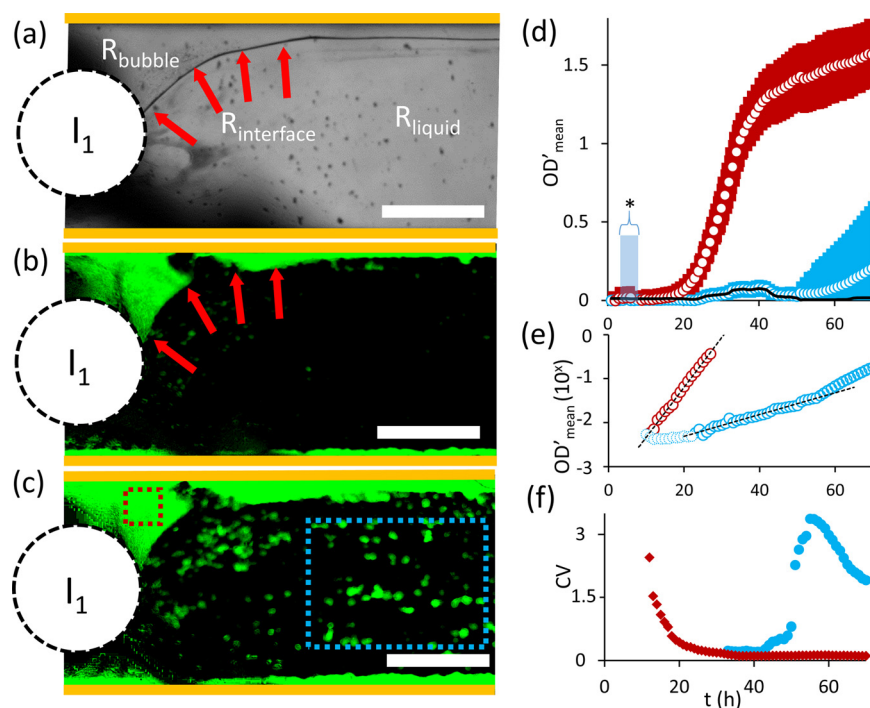 (a)
R_bubble
I_1
R_interface
R_liquid
(b)
I_1
(c)
I_1
(d)
OD'_mean
1.5
1
0.5
0
*
0 20 40 60
(e)
OD'_mean (10^x)
0
-1
-2
-3
0 20 40 60
(f)
CV
3
1.5
0
0 20 40 60
t (h)